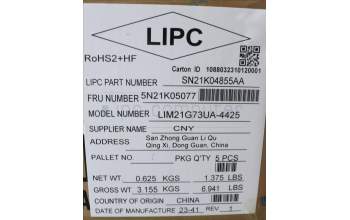 LIPC
RoHS2+HF
Carton ID 1088032310120001
LIPC PART NUMBER SN21K04855AA
FRU NUMBER 5N21K05077
MODEL NUMBER LIM21G73UA-4425
SUPPLIER NAME CNY
ADDRESS San Zhong Guan Li Qu
Qing Xi, Dong Guan, China
PALLET NO PKG Q'TY 5 PCS
NET WT 0.625 KGS 1.375 LBS
GROSS WT 3.155 KGS 6.941 LBS
COUNTRY OF ORIGIN CHINA
DATE OF MANUFACTURE 23-41 REV